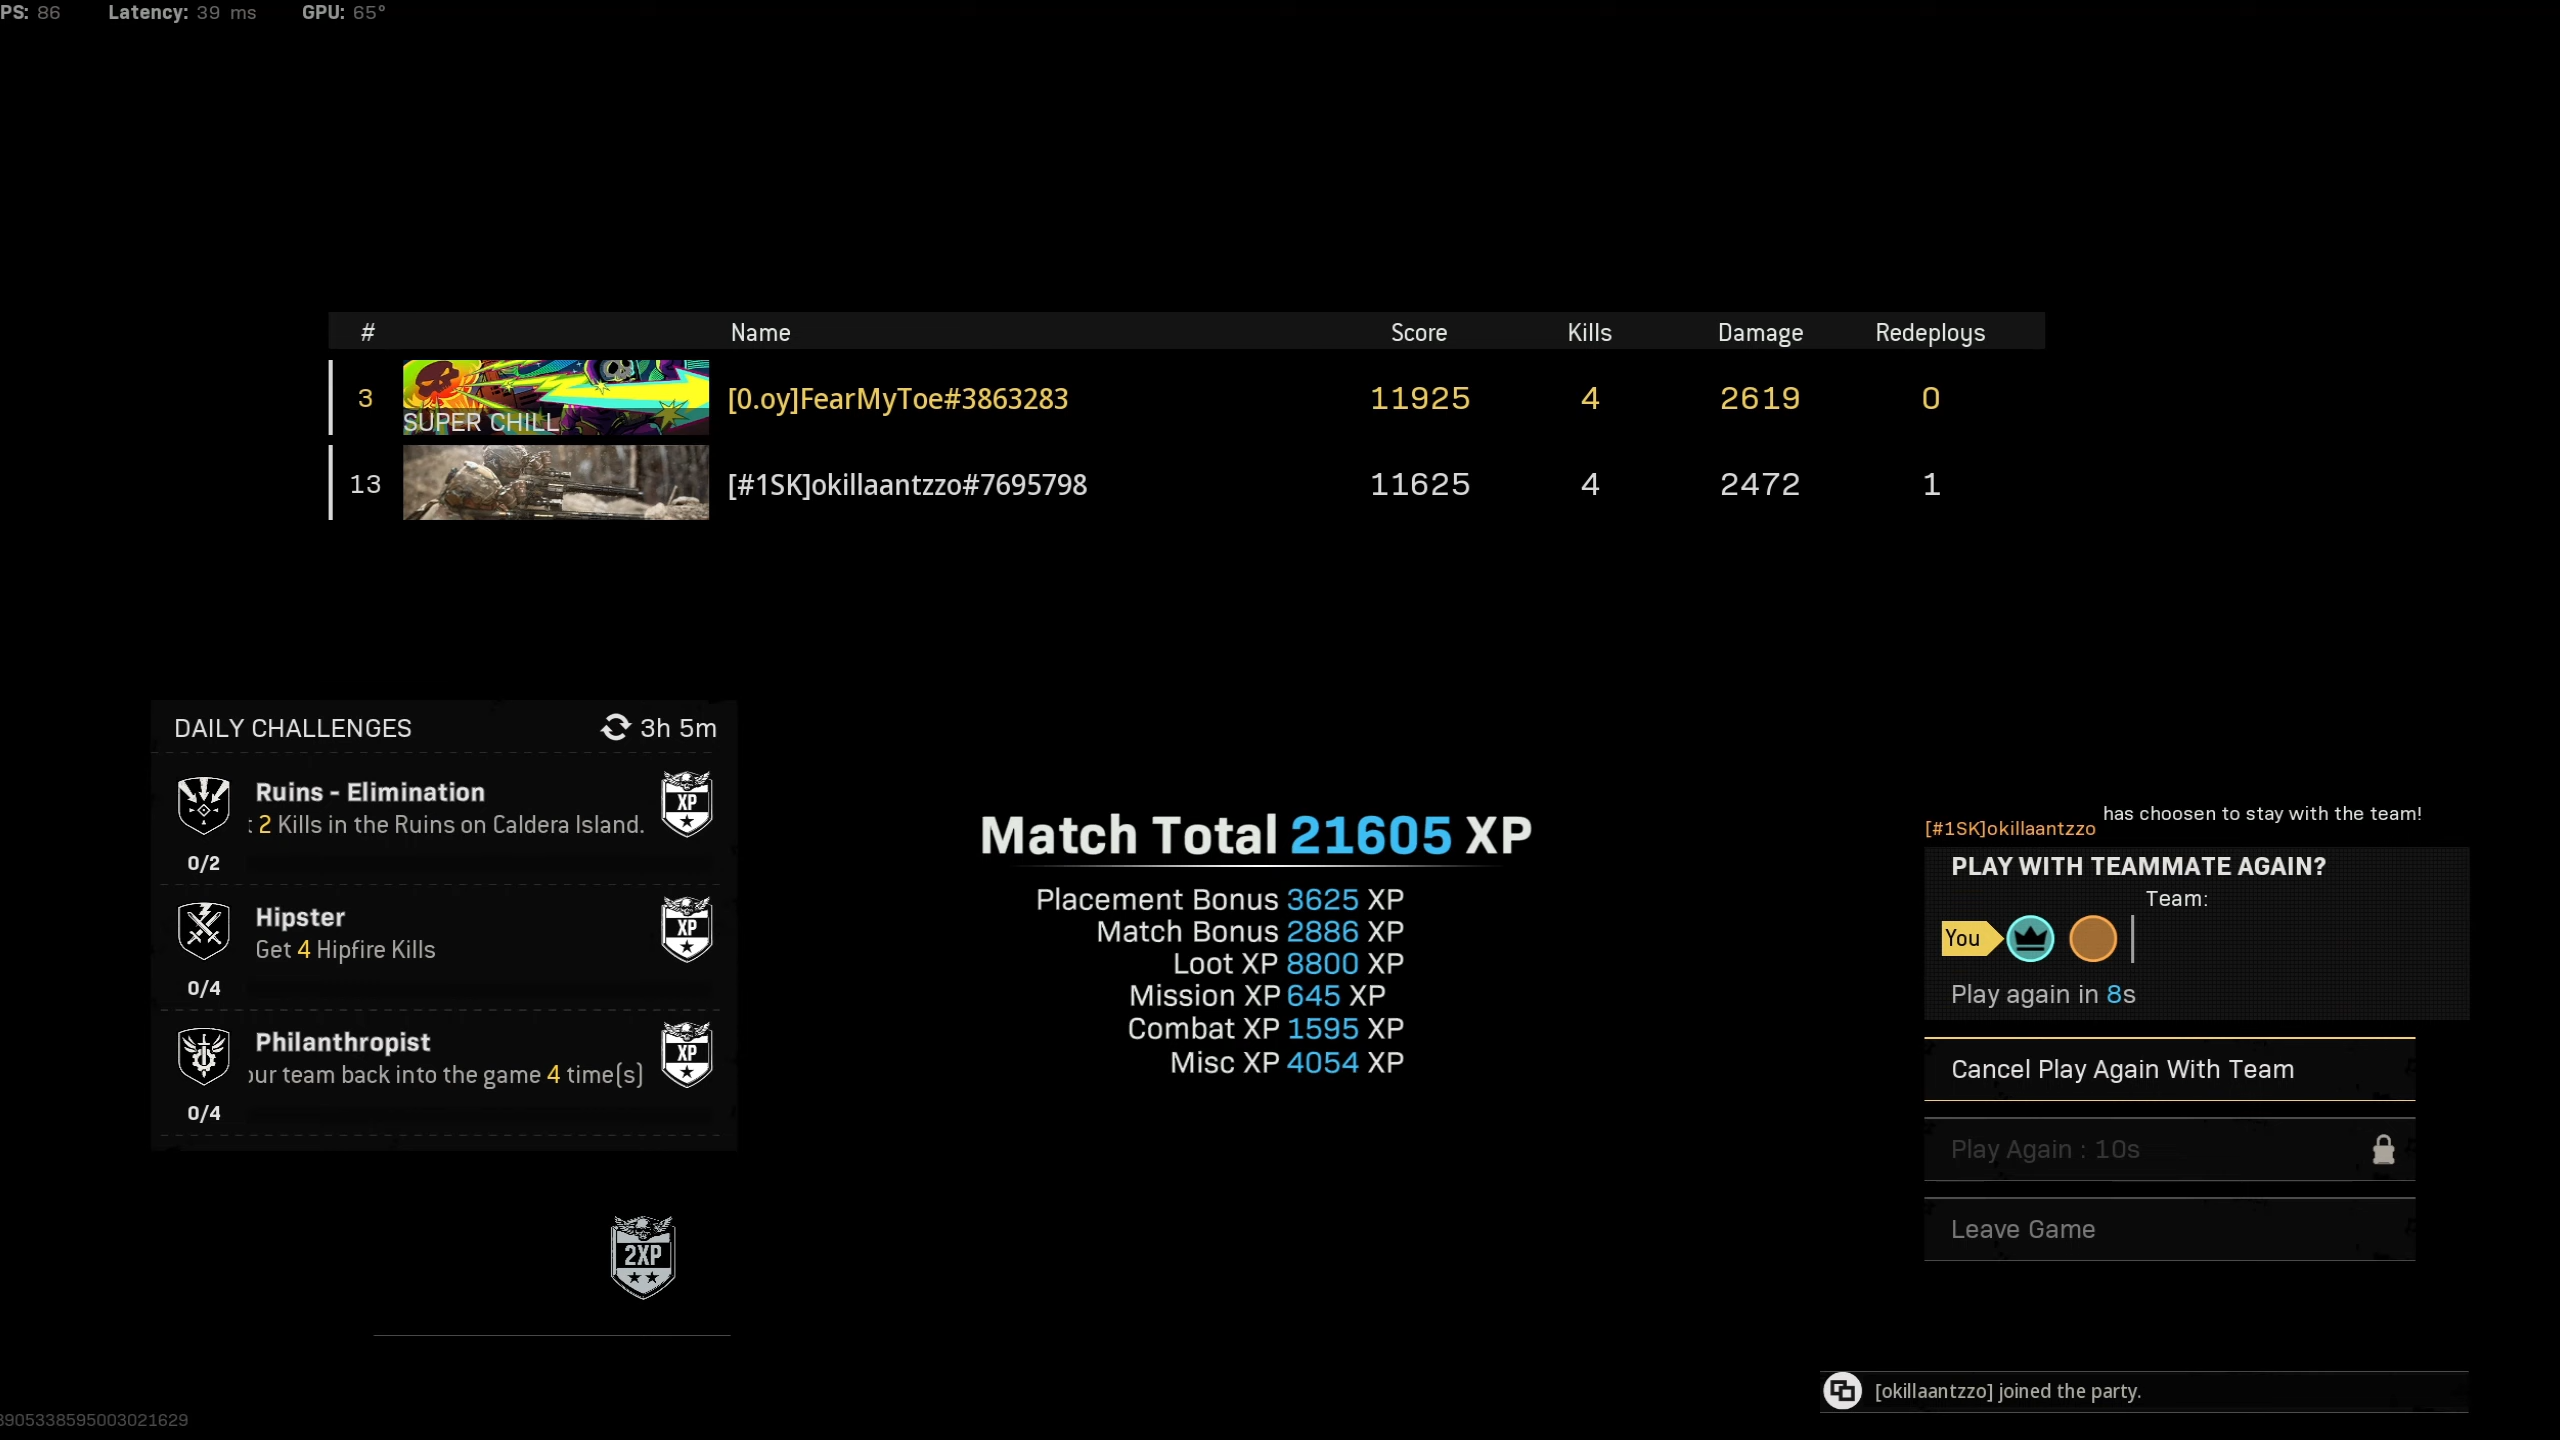 PS: 86 Latency: 39 ms GPU: 65°
# Name Score Kills Damage Redeploys
3 SUPER CHILL [0.oy]FearMyToe#3863283 11925 4 2619 0
13 [#1SK]okillaantzzo#7695798 11625 4 2472 1
DAILY CHALLENGES 3h 5m
Ruins - Elimination
2 Kills in the Ruins on Caldera Island.
XP
0/2
Hipster
Get 4 Hipfire Kills
XP
0/4
Philanthropist
our team back into the game 4 time(s)
XP
0/4
2XP
Match Total 21605 XP
Placement Bonus 3625 XP
Match Bonus 2886 XP
Loot XP 8800 XP
Mission XP 645 XP
Combat XP 1595 XP
Misc XP 4054 XP
[#1SK]okillaantzzo has choosen to stay with the team!
PLAY WITH TEAMMATE AGAIN?
Team:
You
Play again in 8s
Cancel Play Again With Team
Play Again : 10s
Leave Game
[okillaantzzo] joined the party.
3905338595003021629